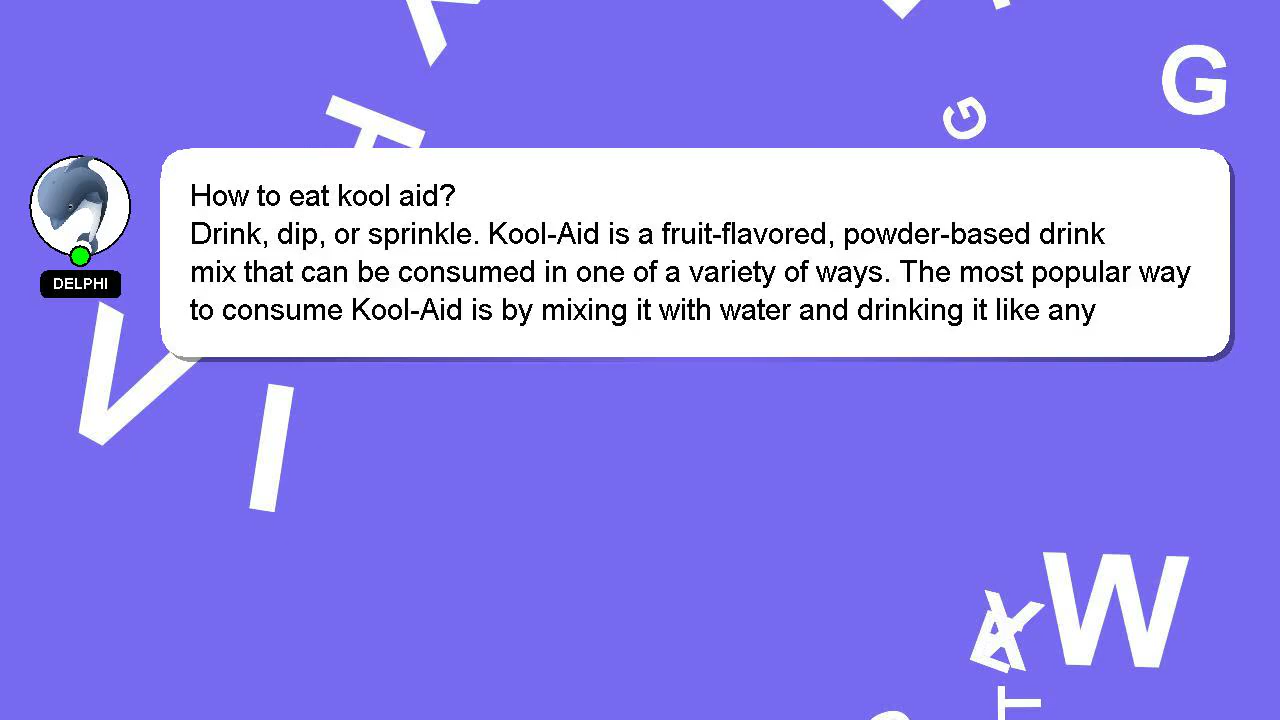 G
G
DELPHI
How to eat kool aid?
Drink, dip, or sprinkle. Kool-Aid is a fruit-flavored, powder-based drink
mix that can be consumed in one of a variety of ways. The most popular way
to consume Kool-Aid is by mixing it with water and drinking it like any
V
I
W
T